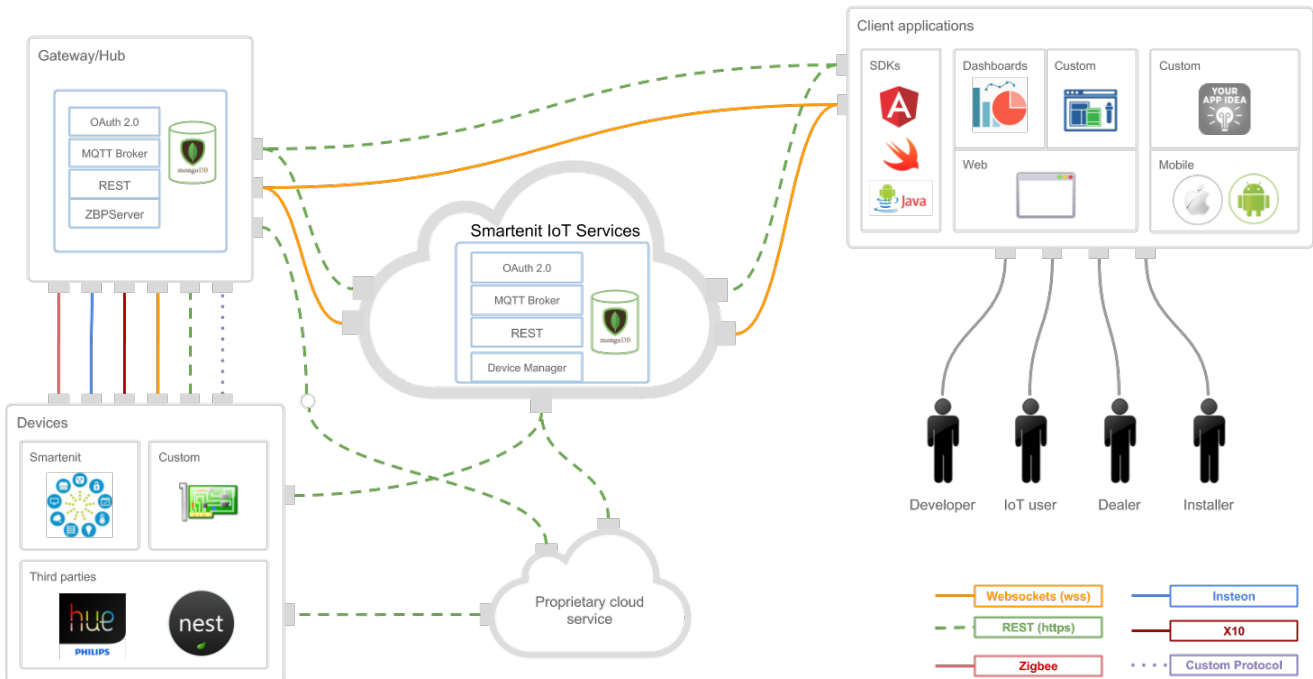 Gateway/Hub
OAuth 2.0
MQTT Broker
REST
ZBPServer
mongoDB
Smartenit IoT Services
OAuth 2.0
MQTT Broker
REST
Device Manager
mongoDB
Client applications
SDKs
Java
Dashboards
Custom
Web
Custom
YOUR
APP IDEA
Mobile
Devices
Smartenit
Custom
Third parties
hue
PHILIPS
nest
Proprietary cloud
service
Developer
IoT user
Dealer
Installer
Websockets (wss)
REST (https)
Zigbee
Insteon
X10
Custom Protocol